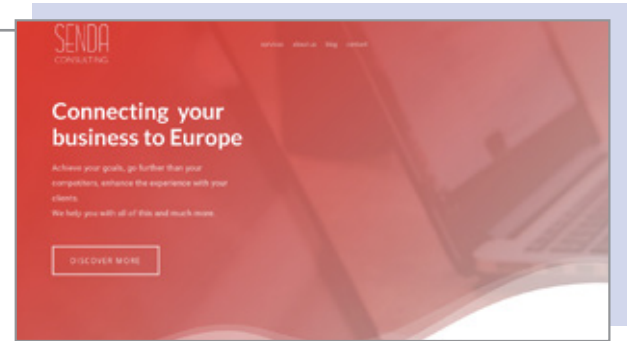 SENDA
CONSULTING
services about us blog contact
Connecting your
business to Europe
Achieve your goals, go further than your
competitors, enhance the experience with your
clients.
We help you with all of this and much more.
DISCOVER MORE